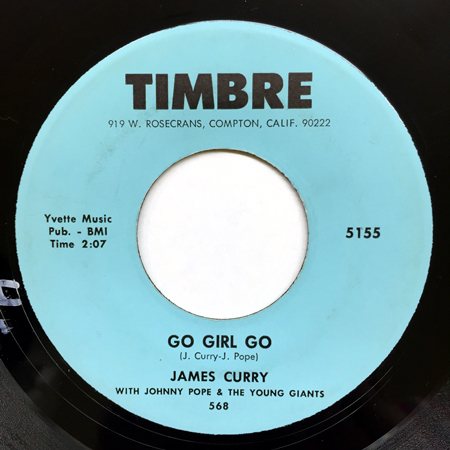 TIMBRE
919 W. ROSECRANS, COMPTON, CALIF. 90222
Yvette Music
Pub. - BMI
Time 2:07
5155
GO GIRL GO
(J. Curry-J. Pope)
JAMES CURRY
WITH JOHNNY POPE & THE YOUNG GIANTS
568